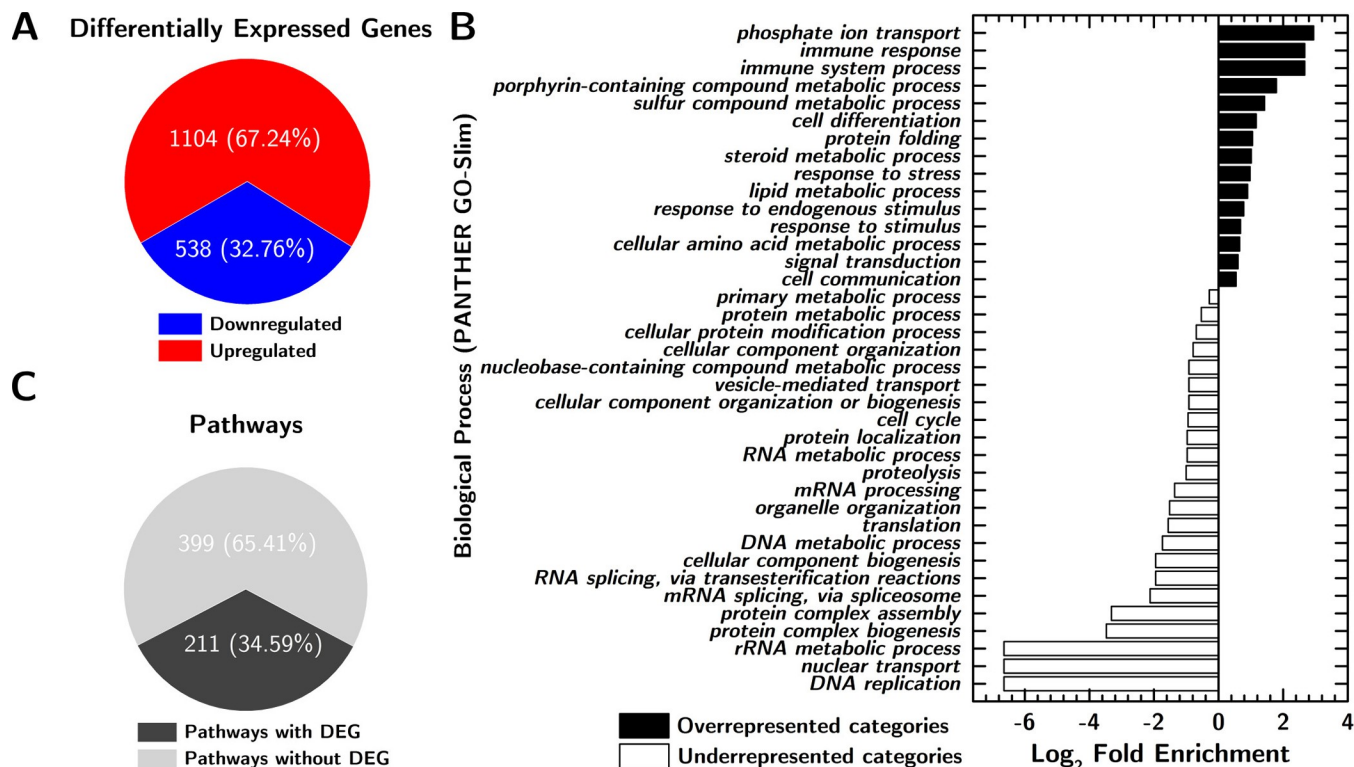 A
Differentially Expressed Genes
1104 (67.24%)
538 (32.76%)
Downregulated
Upregulated
B
Biological Process (PANTHER GO-Slim)
phosphate ion transport
immune response
immune system process
porphyrin-containing compound metabolic process
sulfur compound metabolic process
cell differentiation
protein folding
steroid metabolic process
response to stress
lipid metabolic process
response to endogenous stimulus
response to stimulus
cellular amino acid metabolic process
signal transduction
cell communication
primary metabolic process
protein metabolic process
cellular protein modification process
cellular component organization
nucleobase-containing compound metabolic process
vesicle-mediated transport
cellular component organization or biogenesis
cell cycle
protein localization
RNA metabolic process
proteolysis
mRNA processing
organelle organization
translation
DNA metabolic process
cellular component biogenesis
RNA splicing, via transesterification reactions
mRNA splicing, via spliceosome
protein complex assembly
protein complex biogenesis
rRNA metabolic process
nuclear transport
DNA replication
-6 -4 -2 0 2 4
Log₂ Fold Enrichment
Overrepresented categories
Underrepresented categories
C
Pathways
399 (65.41%)
211 (34.59%)
Pathways with DEG
Pathways without DEG